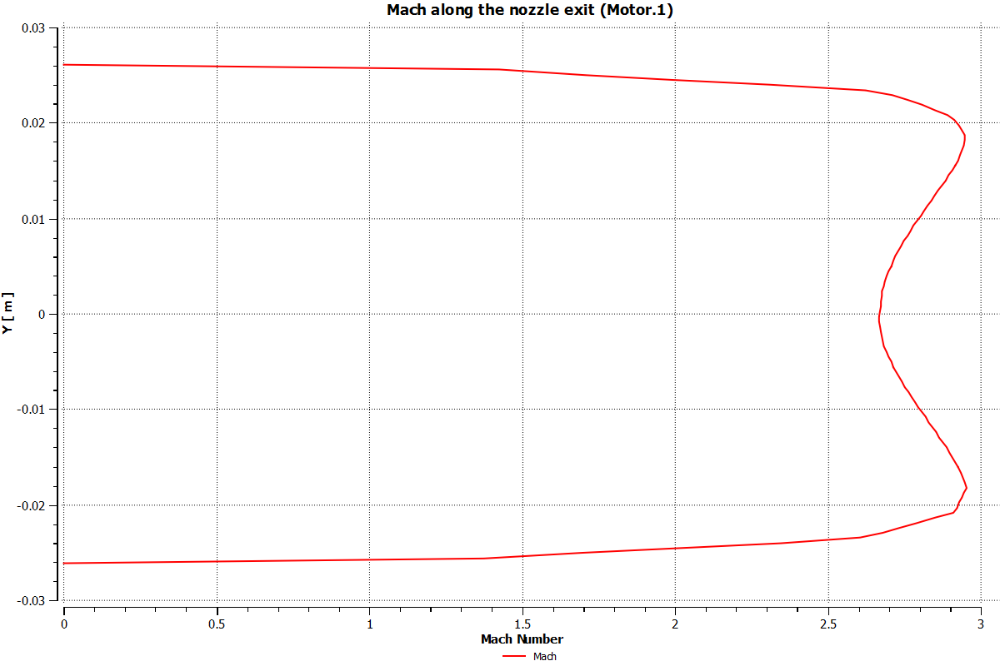 Mach along the nozzle exit (Motor.1)
0.03
0.02
0.01
0
-0.01
-0.02
-0.03
Y [ m ]
0 0.5 1 1.5 2 2.5 3
Mach Number
Mach